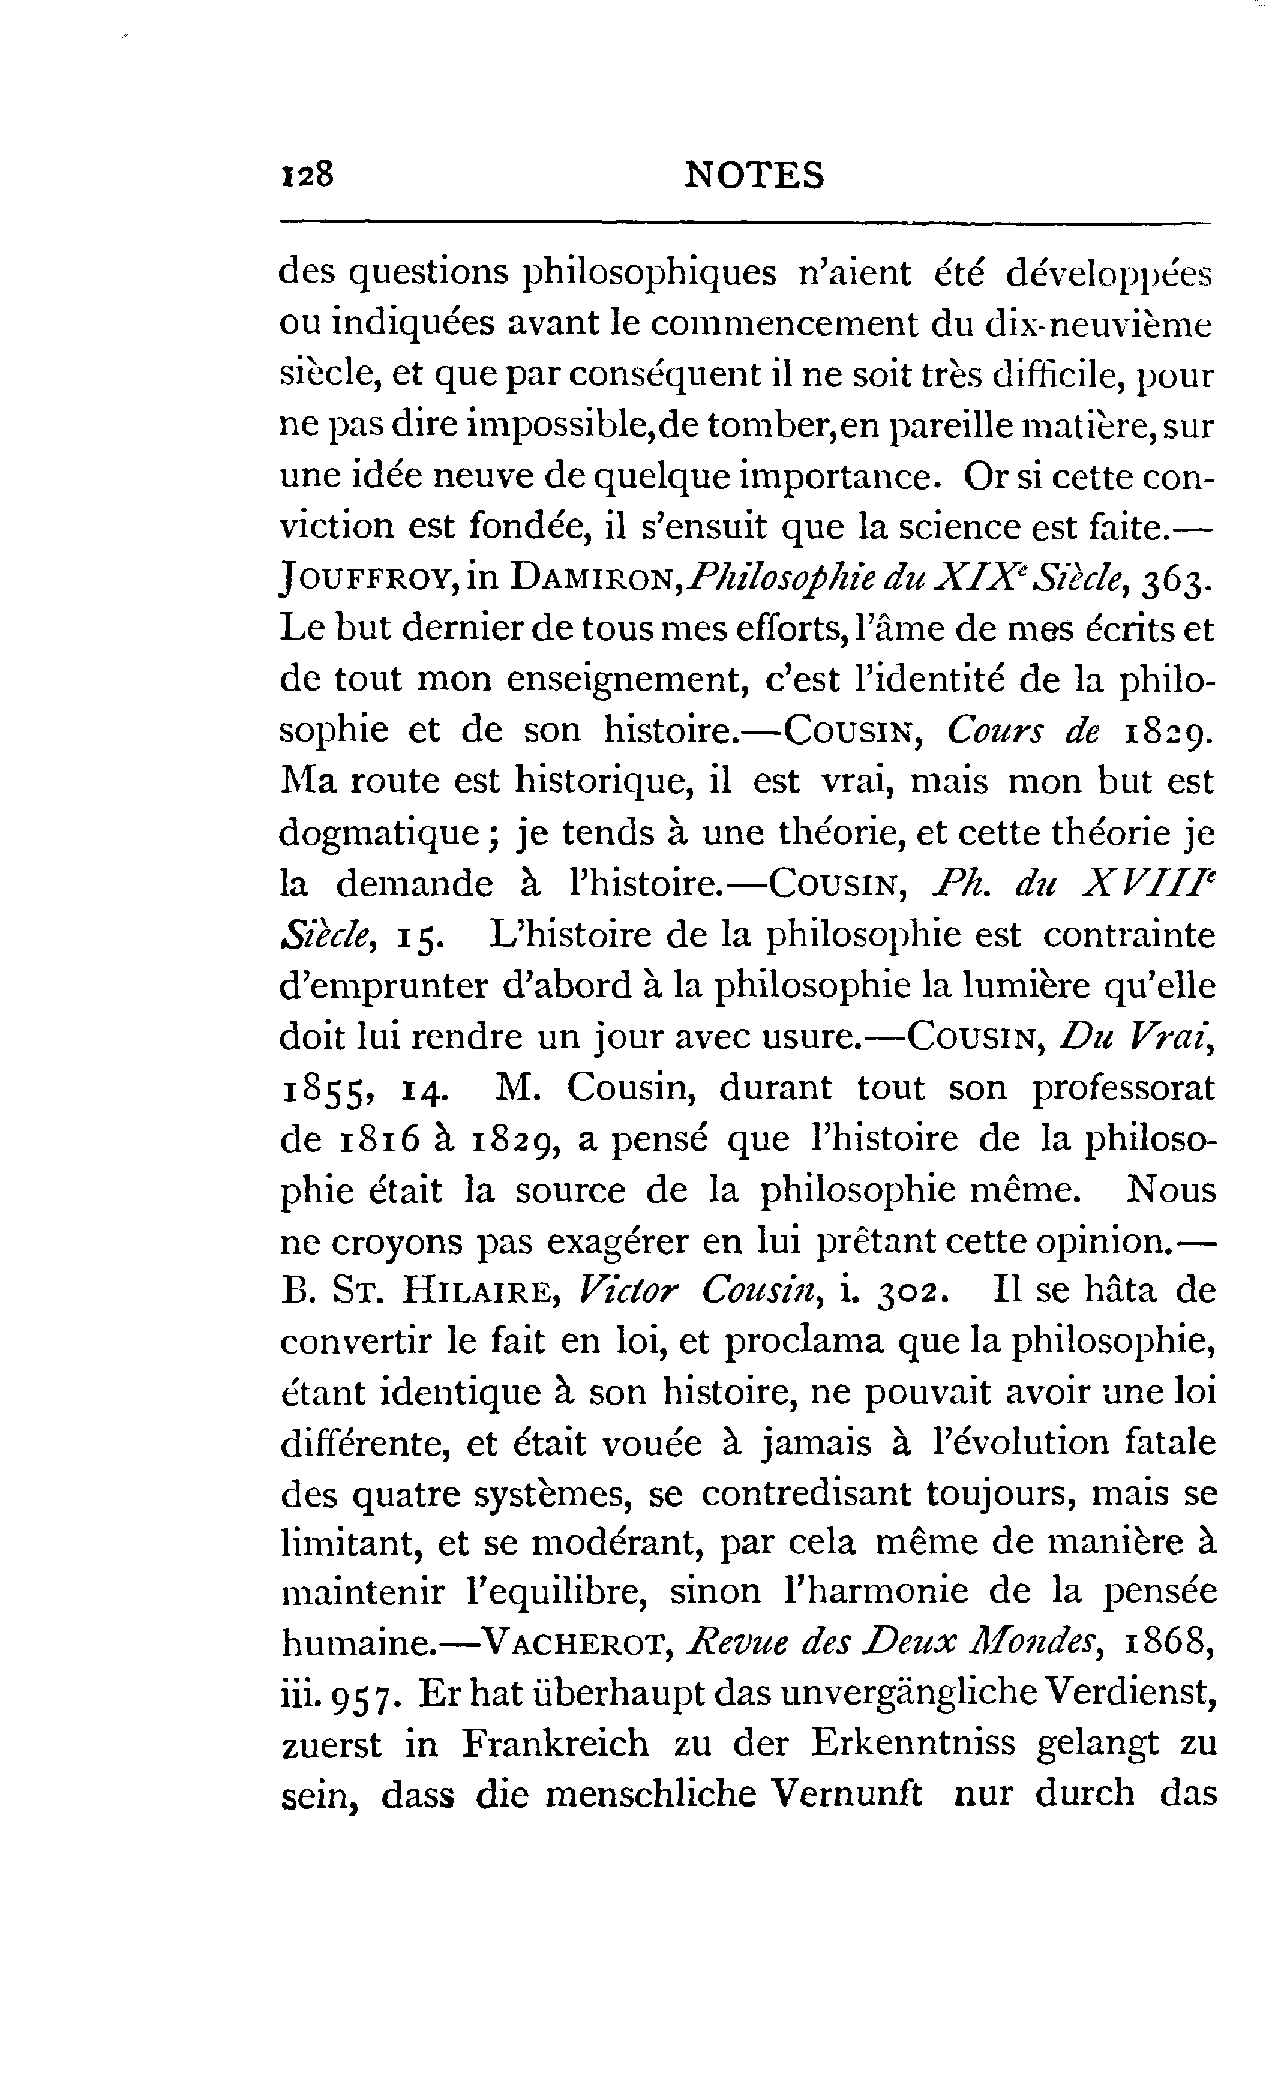 128 NOTES
des questions philosophiques n'aient été développées
ou indiquées avant le commencement du dix-neuvième
siècle, et que par conséquent il ne soit très difficile, pour
ne pas dire impossible, de tomber, en pareille matière, sur
une idée neuve de quelque importance. Or si cette con-
viction est fondée, il s'ensuit que la science est faite.—
JOUFFROY, in DAMIRON, Philosophie du XIXe Siècle, 363.
Le but dernier de tous mes efforts, l'âme de mes écrits et
de tout mon enseignement, c'est l'identité de la philo-
sophie et de son histoire.—COUSIN, Cours de 1829.
Ma route est historique, il est vrai, mais mon but est
dogmatique ; je tends à une théorie, et cette théorie je
la demande à l'histoire.—COUSIN, Ph. du XVIIIe
Siècle, 15. L'histoire de la philosophie est contrainte
d'emprunter d'abord à la philosophie la lumière qu'elle
doit lui rendre un jour avec usure.—COUSIN, Du Vrai,
1855, 14. M. Cousin, durant tout son professorat
de 1816 à 1829, a pensé que l'histoire de la philoso-
phie était la source de la philosophie même. Nous
ne croyons pas exagérer en lui prêtant cette opinion.—
B. ST. HILAIRE, Victor Cousin, i. 302. Il se hâta de
convertir le fait en loi, et proclama que la philosophie,
étant identique à son histoire, ne pouvait avoir une loi
différente, et était vouée à jamais à l'évolution fatale
des quatre systèmes, se contredisant toujours, mais se
limitant, et se modérant, par cela même de manière à
maintenir l'equilibre, sinon l'harmonie de la pensée
humaine.—VACHEROT, Revue des Deux Mondes, 1868,
iii. 957. Er hat überhaupt das unvergängliche Verdienst,
zuerst in Frankreich zu der Erkenntniss gelangt zu
sein, dass die menschliche Vernunft nur durch das